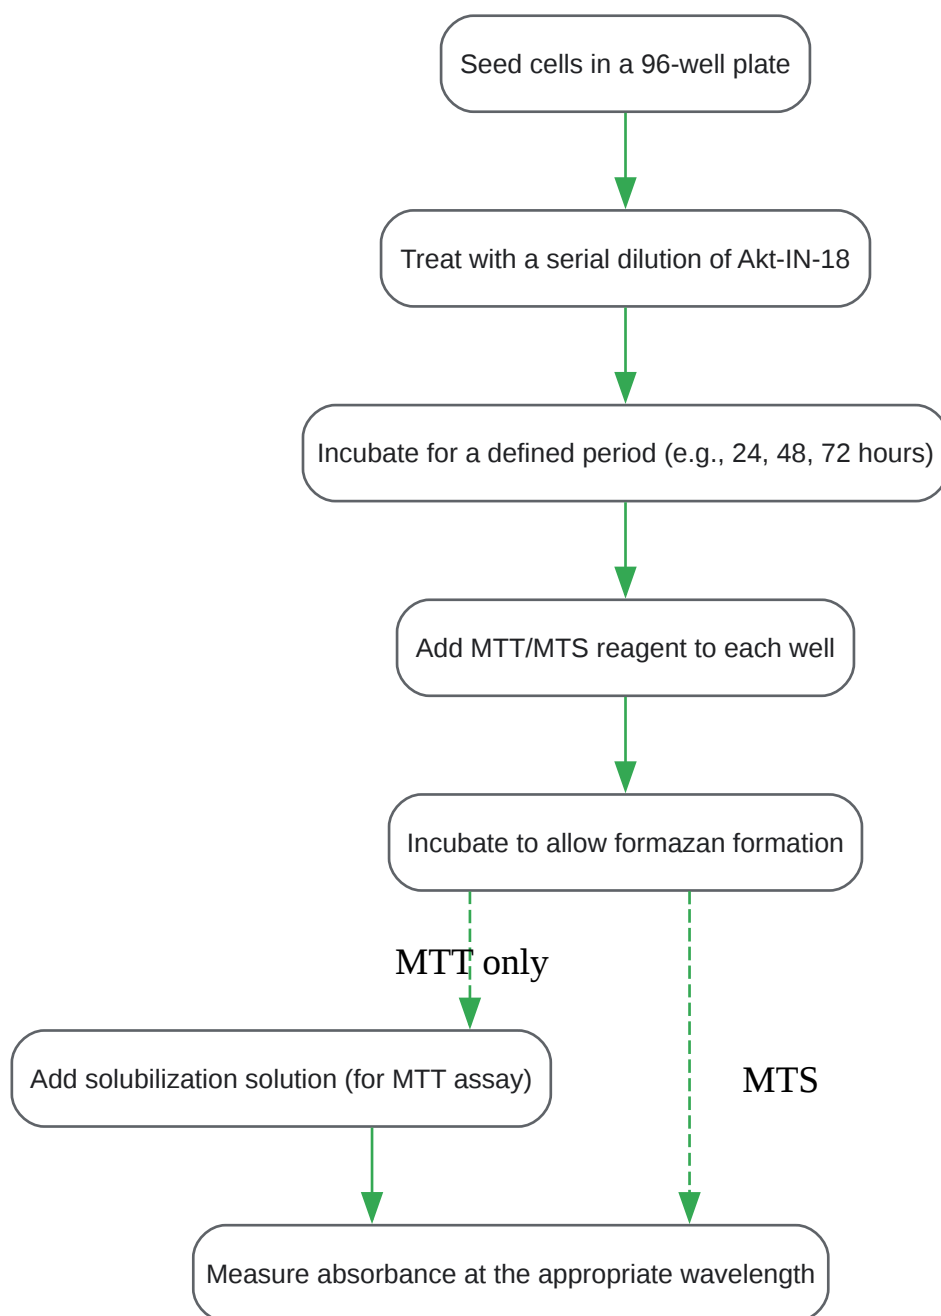 Seed cells in a 96-well plate
Treat with a serial dilution of Akt-IN-18
Incubate for a defined period (e.g., 24, 48, 72 hours)
Add MTT/MTS reagent to each well
Incubate to allow formazan formation
MTT only
Add solubilization solution (for MTT assay)
MTS
Measure absorbance at the appropriate wavelength